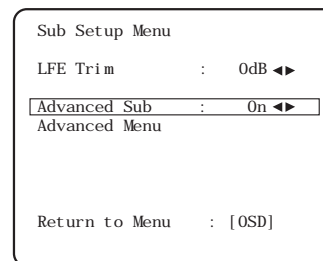 Sub Setup Menu
LFE Trim : 0dB ◄►
Advanced Sub : On ◄►
Advanced Menu
Return to Menu : [OSD]